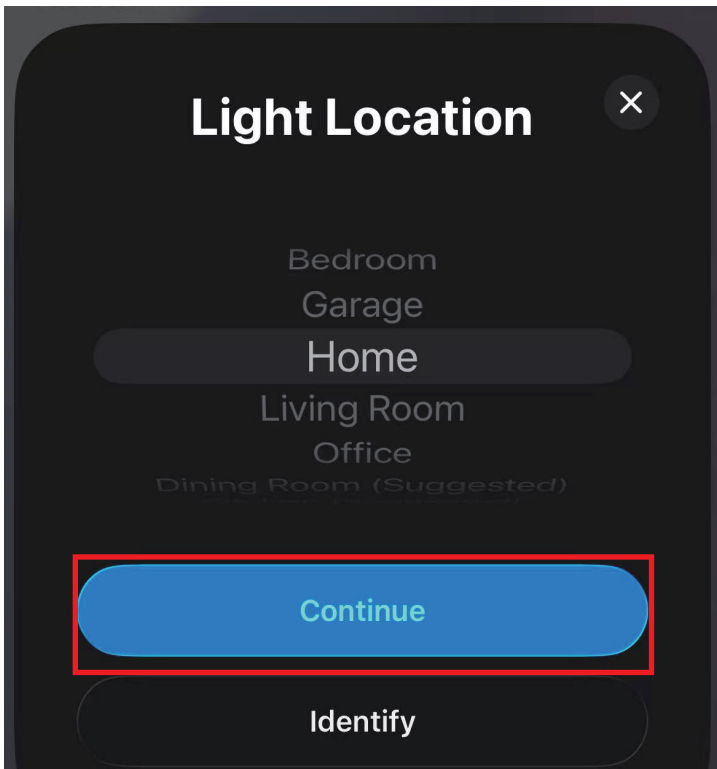 Light Location
Bedroom
Garage
Home
Living Room
Office
Dining Room (Suggested)
Continue
Identify